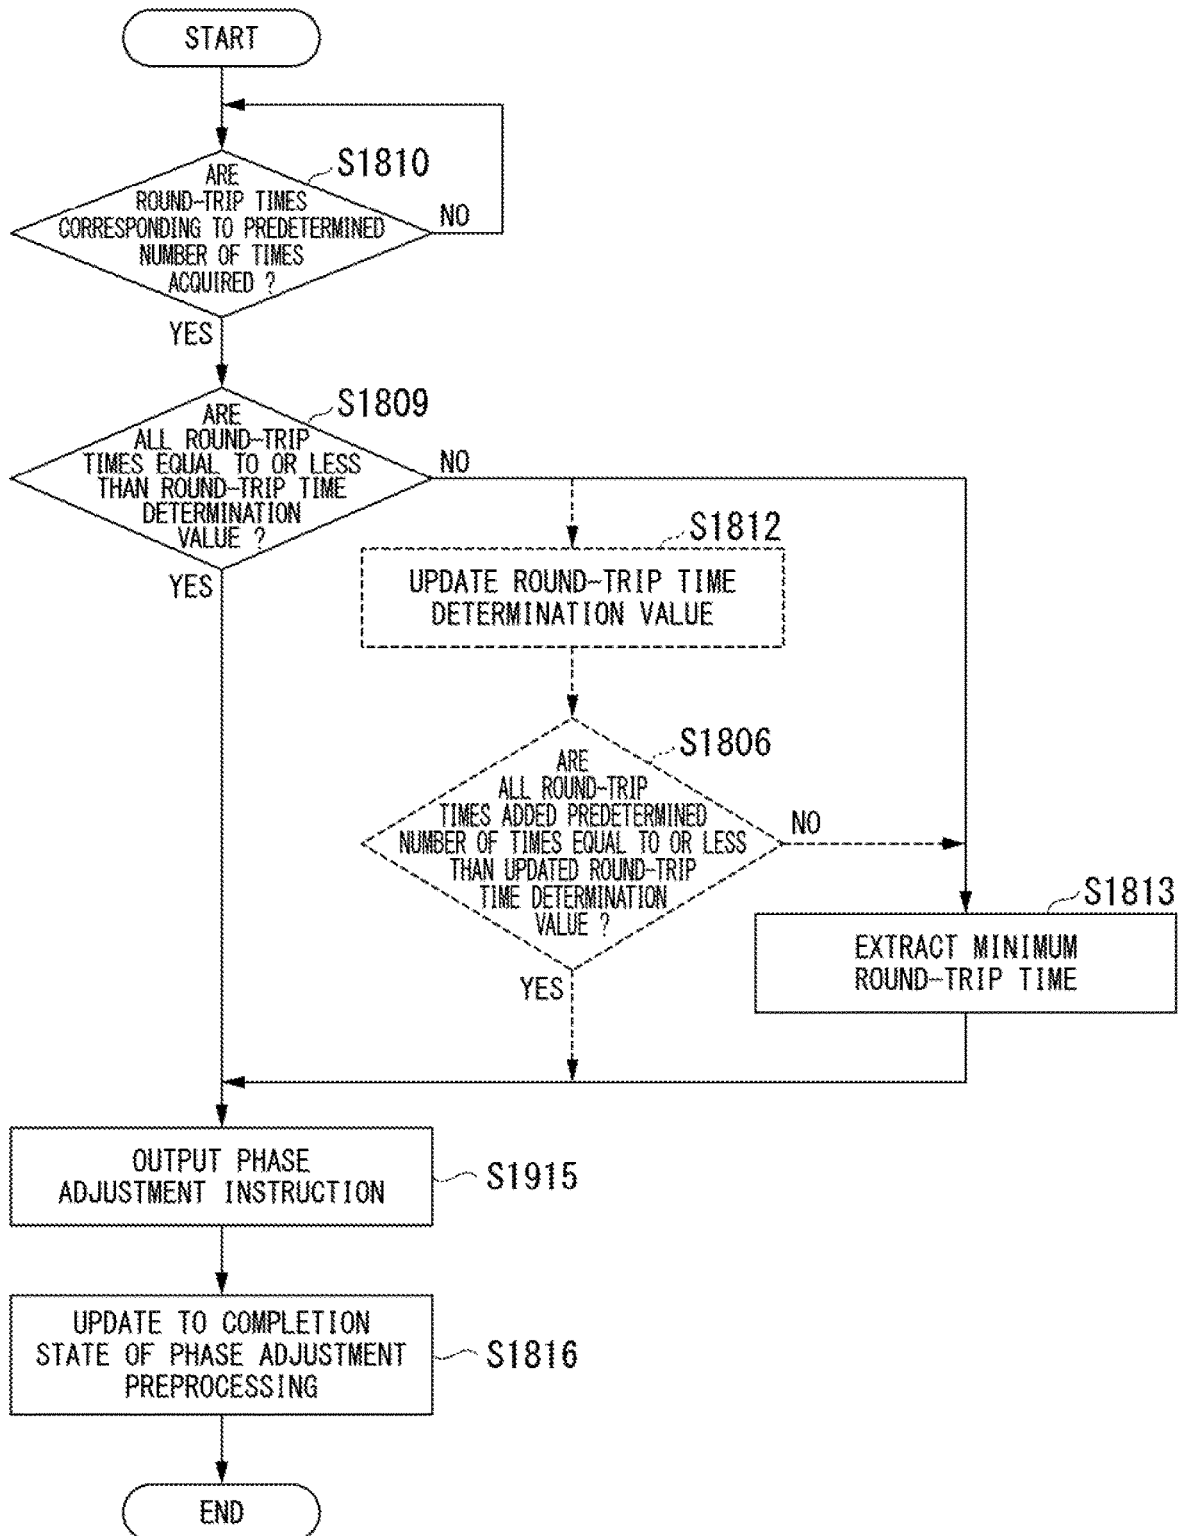 START
S1810
ARE
ROUND-TRIP TIMES
CORRESPONDING TO PREDETERMINED
NUMBER OF TIMES
ACQUIRED ?
NO
YES
S1809
ARE
ALL ROUND-TRIP
TIMES EQUAL TO OR LESS
THAN ROUND-TRIP TIME
DETERMINATION
VALUE ?
NO
YES
S1812
UPDATE ROUND-TRIP TIME
DETERMINATION VALUE
S1806
ARE
ALL ROUND-TRIP
TIMES ADDED PREDETERMINED
NUMBER OF TIMES EQUAL TO OR LESS
THAN UPDATED ROUND-TRIP
TIME DETERMINATION
VALUE ?
NO
YES
S1813
EXTRACT MINIMUM
ROUND-TRIP TIME
OUTPUT PHASE
ADJUSTMENT INSTRUCTION
S1915
UPDATE TO COMPLETION
STATE OF PHASE ADJUSTMENT
PREPROCESSING
S1816
END